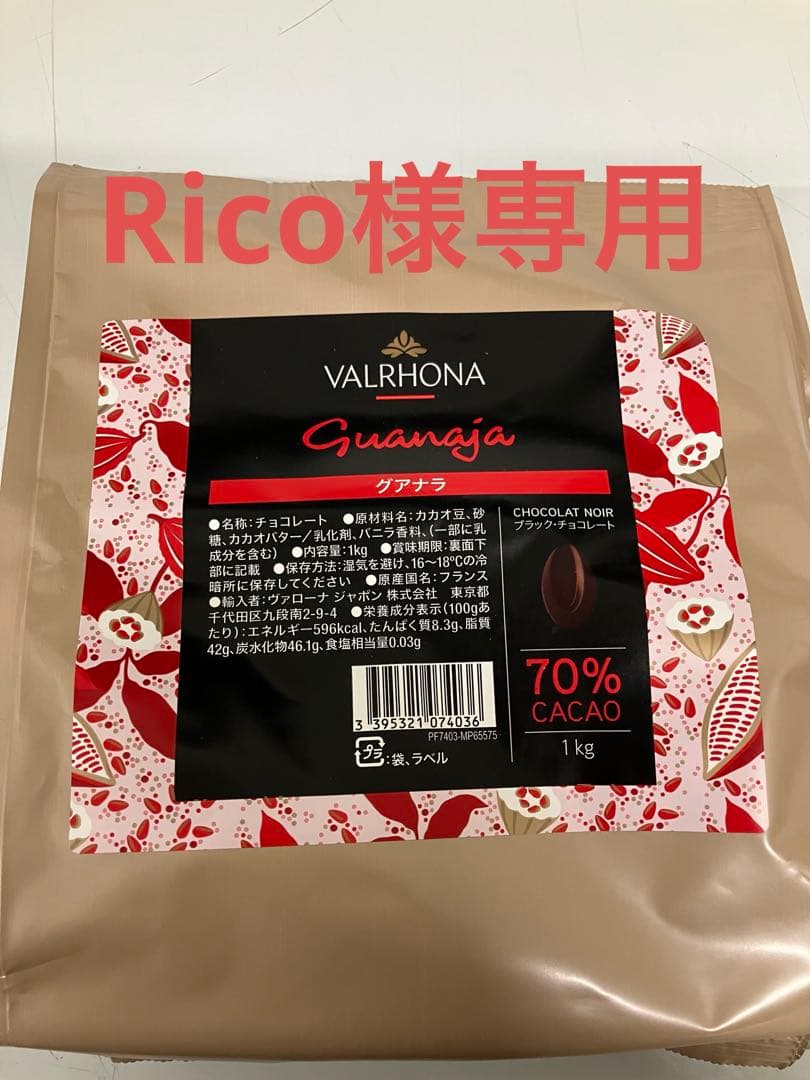 Rico様専用
VALRHONA
Guanaja
グアナラ
●名称:チョコレート ●原材料名:カカオ豆、砂
糖、カカオバター/乳化剤、バニラ香料、(一部に乳
成分を含む) ●内容量:1kg ●賞味期限:裏面下
部に記載 ●保存方法:湿気を避け、16~18℃の冷
暗所に保存してください ●原産国名:フランス
●輸入者:ヴァローナ ジャポン 株式会社 東京都
千代田区九段南2-9-4 ●栄養成分表示(100gあ
たり):エネルギー596kcal、たんぱく質8.3g、脂質
42g、炭水化物46.1g、食塩相当量0.03g
3 395321 074036
PF7403-MP65575
プラ:袋、ラベル
CHOCOLAT NOIR
ブラック・チョコレート
70%
CACAO
1kg